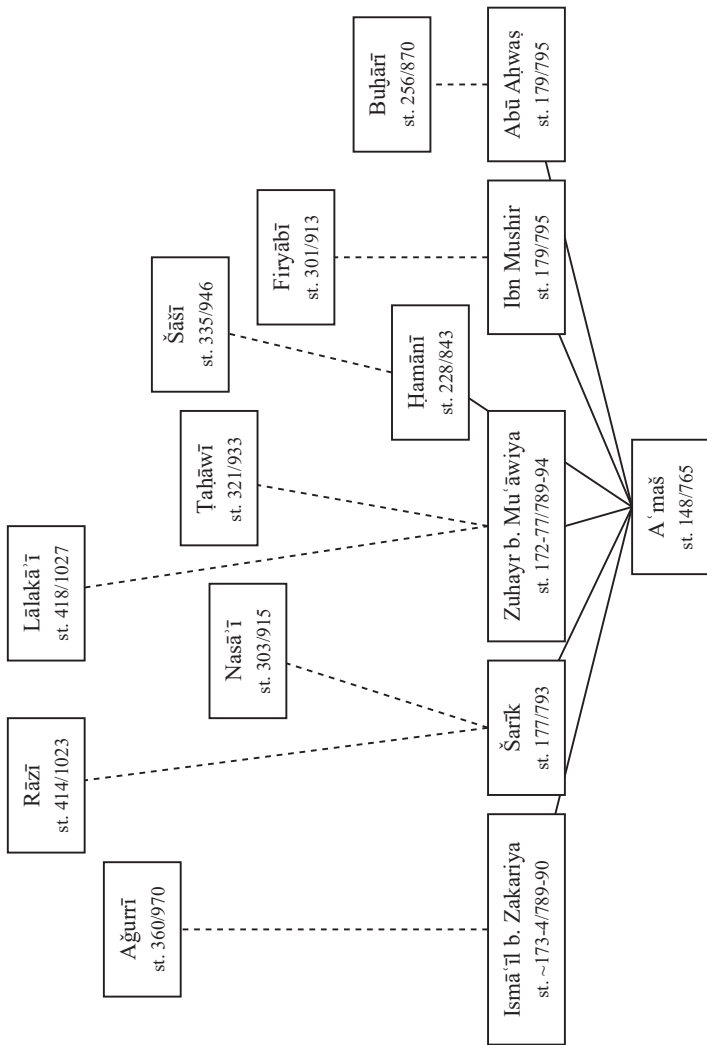 Rāzī
st. 414/1023
Lālakāʾī
st. 418/1027
Ağurrī
st. 360/970
Šāšī
st. 335/946
Nasāʾī
st. 303/915
Ṭaḥāwī
st. 321/933
Firyābī
st. 301/913
Buḫārī
st. 256/870
Ḥamānī
st. 228/843
Ismāʿīl b. Zakariya
st. ~173-4/789-90
Šarīk
st. 177/793
Zuhayr b. Muʿāwiya
st. 172-77/789-94
Ibn Mushir
st. 179/795
Abū Aḥwaṣ
st. 179/795
Aʿmaš
st. 148/765